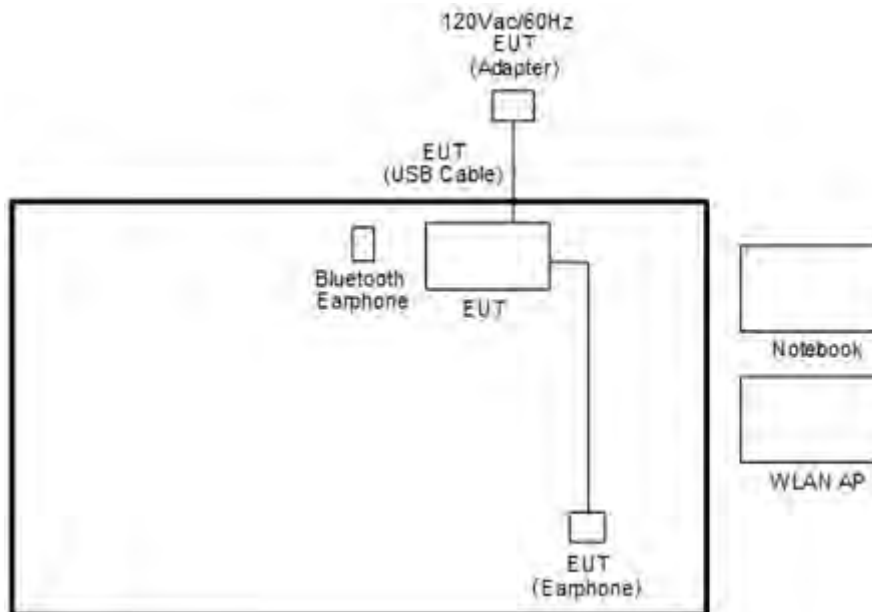 120Vac/60Hz
EUT
(Adapter)
EUT
(USB Cable)
Bluetooth
Earphone
EUT
Notebook
WLAN AP
EUT
(Earphone)